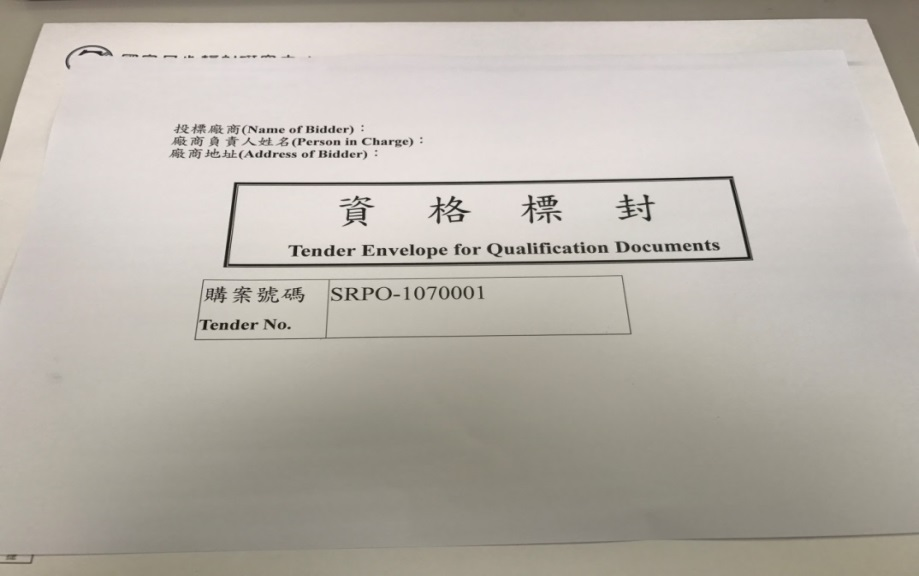 投標廠商(Name of Bidder)：
廠商負責人姓名(Person in Charge)：
廠商地址(Address of Bidder)：
資格標封
Tender Envelope for Qualification Documents
購案號碼 SRPO-1070001
Tender No.